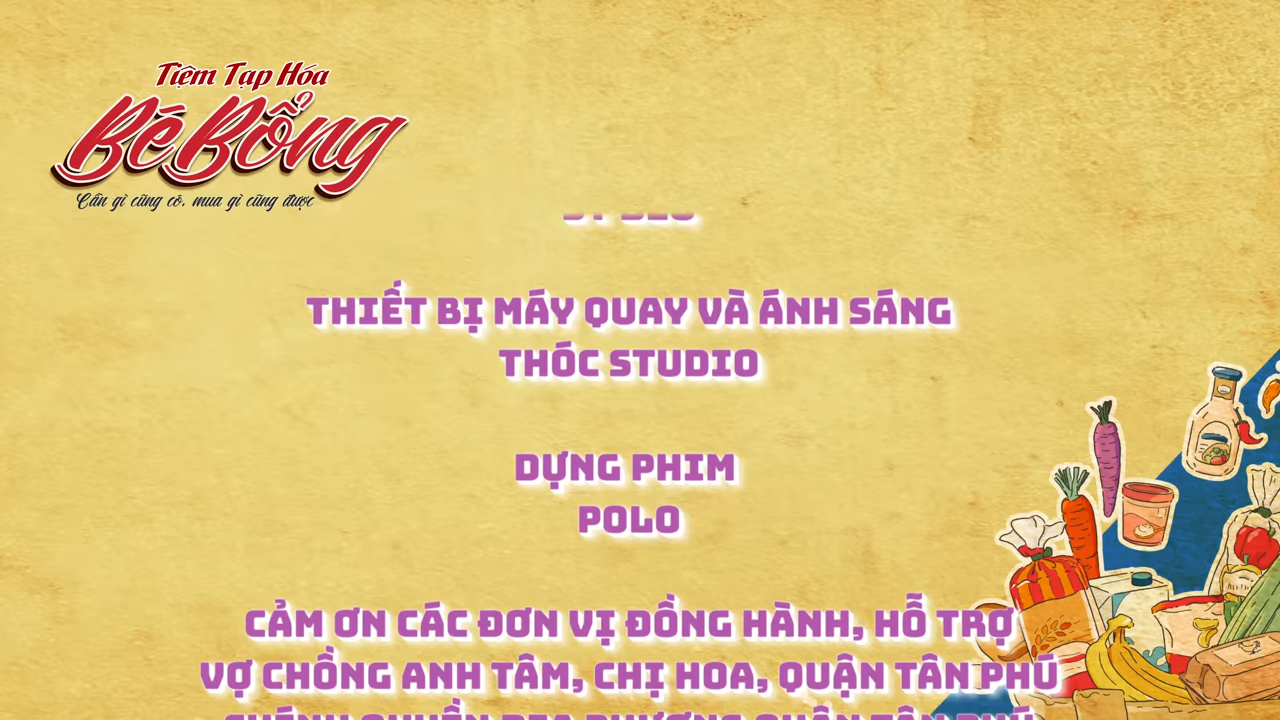 Tiệm Tạp Hóa
Bé Bổng
Cần gì cũng có, mua gì cũng được
THIẾT BỊ MÁY QUAY VÀ ÁNH SÁNG
THÓC STUDIO
DỰNG PHIM
POLO
CẢM ƠN CÁC ĐƠN VỊ ĐỒNG HÀNH, HỖ TRỢ
VỢ CHỒNG ANH TÂM, CHỊ HOA, QUẬN TÂN PHÚ